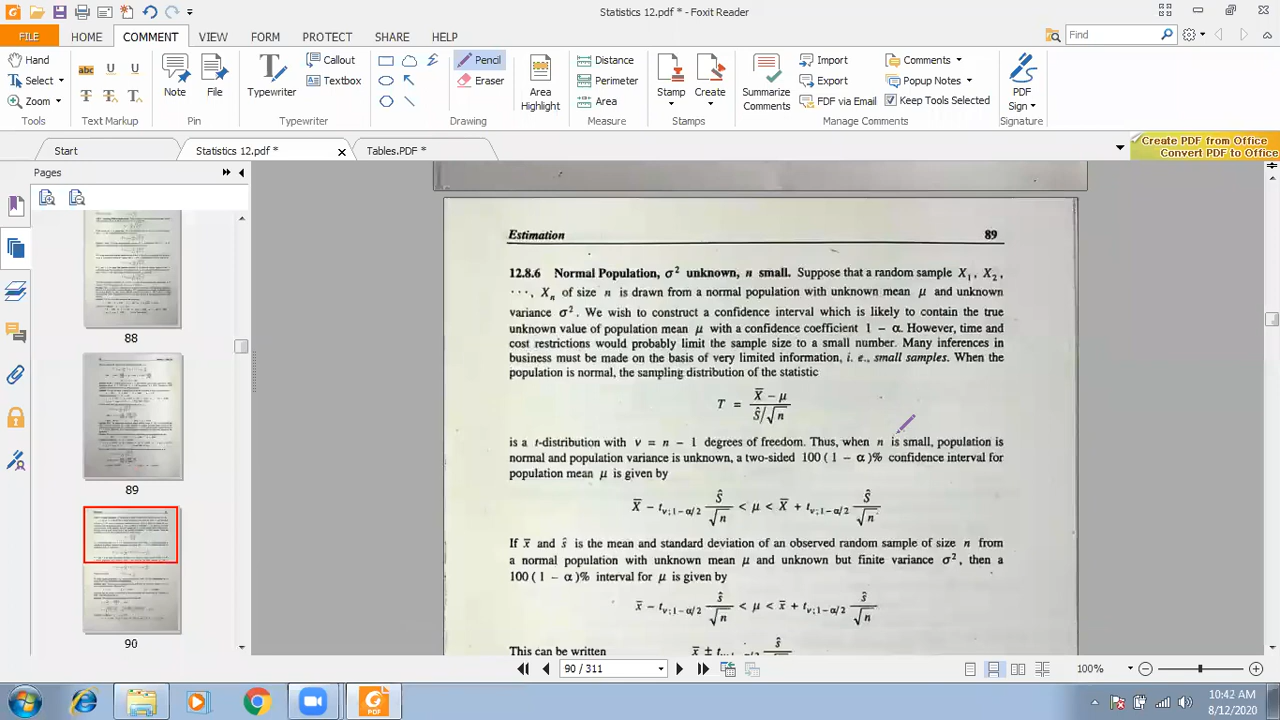 Statistics 12.pdf * - Foxit Reader
FILE HOME COMMENT VIEW FORM PROTECT SHARE HELP
Find
Hand
Select
Zoom
Tools
Text Markup
Note
File
Pin
Typewriter
Callout
Textbox
Typewriter
Pencil
Eraser
Drawing
Area
Highlight
Distance
Perimeter
Area
Measure
Stamp
Create
Stamps
Summarize
Comments
Import
Export
FDF via Email
Comments
Popup Notes
Keep Tools Selected
Manage Comments
PDF
Sign
Signature
Start
Statistics 12.pdf *
Tables.PDF *
Create PDF from Office
Convert PDF to Office
Pages
88
89
90
Estimation 89
12.8.6 Normal Population, σ² unknown, n small. Suppose that a random sample X₁, X₂,
. . . Xₙ of size n is drawn from a normal population with unknown mean μ and unknown
variance σ². We wish to construct a confidence interval which is likely to contain the true
unknown value of population mean μ with a confidence coefficient 1 − α. However, time and
cost restrictions would probably limit the sample size to a small number. Many inferences in
business must be made on the basis of very limited information, i. e., small samples. When the
population is normal, the sampling distribution of the statistic
T = (X̄ − μ) / (Ŝ/√n)
is a t-distribution with ν = n − 1 degrees of freedom. Thus, when n is small, population is
normal and population variance is unknown, a two-sided 100 ( 1 − α )% confidence interval for
population mean μ is given by
X̄ − t ν ; 1 − α/2 Ŝ/√n < μ < X̄ + t ν ; 1 − α/2 Ŝ/√n
If x̄ and ŝ is the mean and standard deviation of an observed random sample of size n from
a normal population with unknown mean μ and unknown but finite variance σ², then a
100 ( 1 − α )% interval for μ is given by
x̄ − t ν ; 1 − α/2 ŝ/√n < μ < x̄ + t ν ; 1 − α/2 ŝ/√n
This can be written x̄ ± t
90 / 311
100%
10:42 AM
8/12/2020